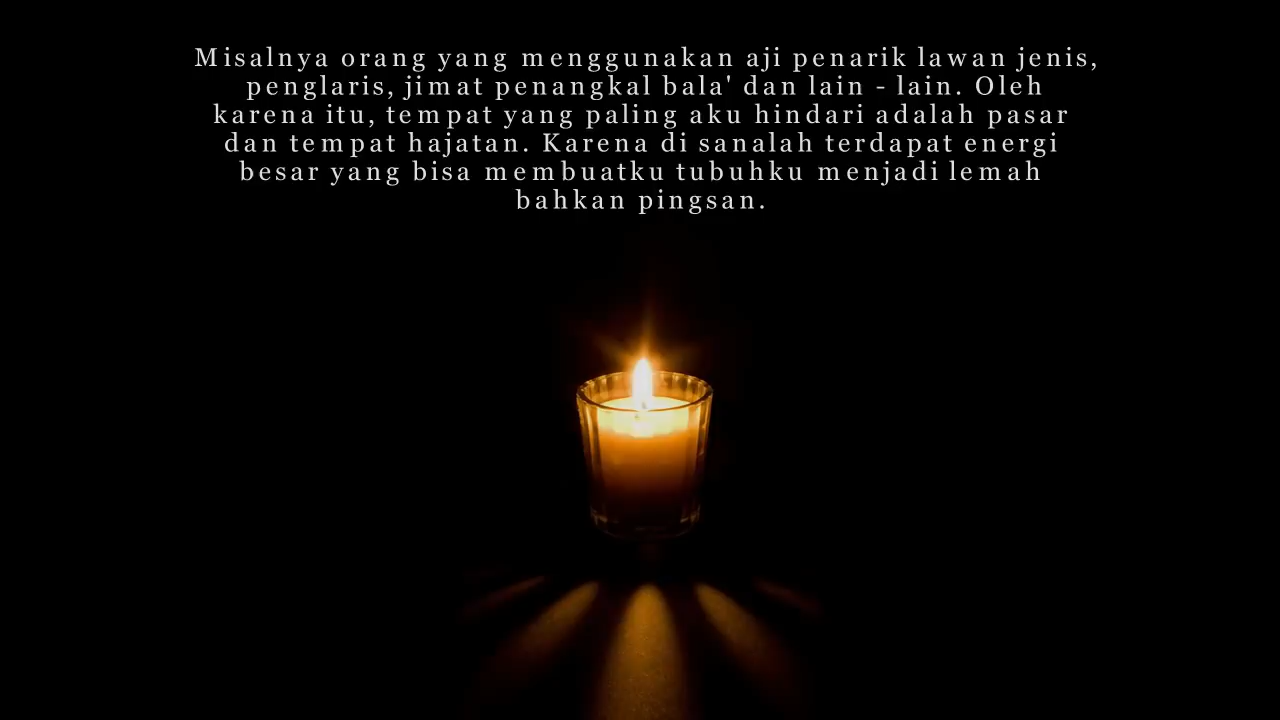 Misalnya orang yang menggunakan aji penarik lawan jenis,
penglaris, jimat penangkal bala' dan lain - lain. Oleh
karena itu, tempat yang paling aku hindari adalah pasar
dan tempat hajatan. Karena di sanalah terdapat energi
besar yang bisa membuatku tubuhku menjadi lemah
bahkan pingsan.